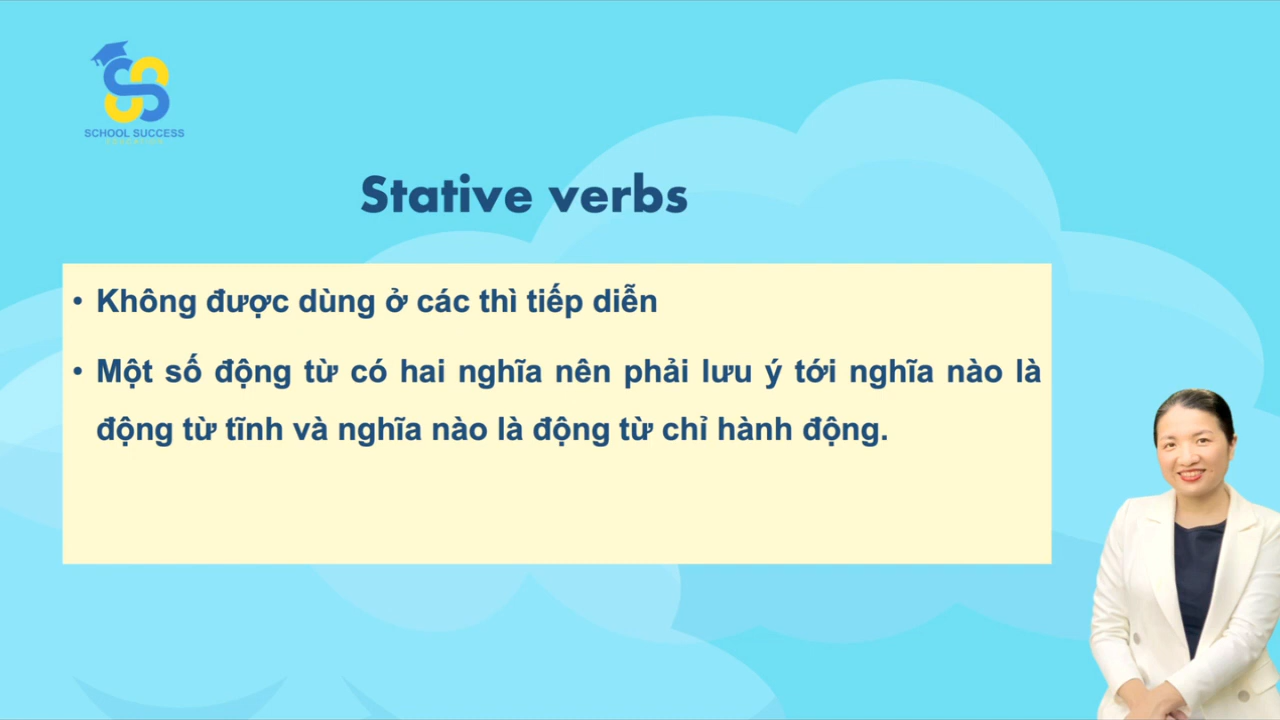 SCHOOL SUCCESS
Stative verbs
• Không được dùng ở các thì tiếp diễn
• Một số động từ có hai nghĩa nên phải lưu ý tới nghĩa nào là
động từ tĩnh và nghĩa nào là động từ chỉ hành động.